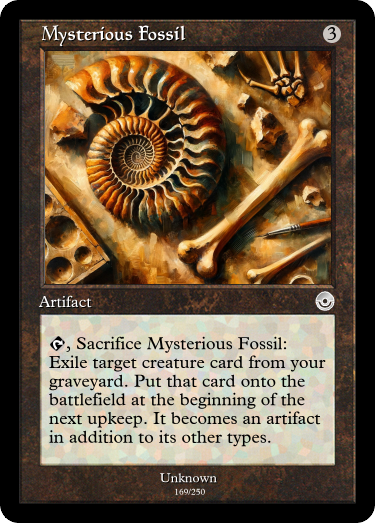 Mysterious Fossil 3
Artifact
, Sacrifice Mysterious Fossil:
Exile target creature card from your
graveyard. Put that card onto the
battlefield at the beginning of the
next upkeep. It becomes an artifact
in addition to its other types.
Unknown
169/250